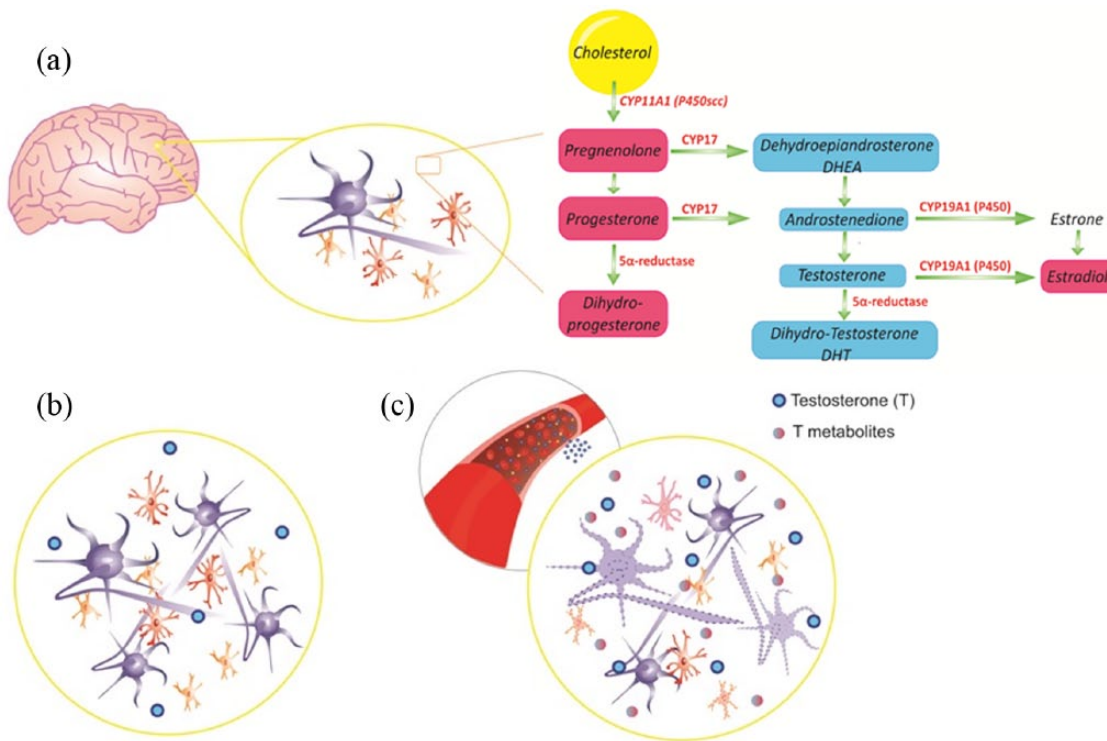 (a)
Cholesterol
CYP11A1 (P450scc)
Pregnenolone
CYP17
Dehydroepiandrosterone
DHEA
Progesterone
CYP17
Androstenedione
CYP19A1 (P450)
Estrone
5α-reductase
Testosterone
CYP19A1 (P450)
Estradiol
Dihydro-
progesterone
5α-reductase
Dihydro-Testosterone
DHT
(b)
(c)
Testosterone (T)
T metabolites